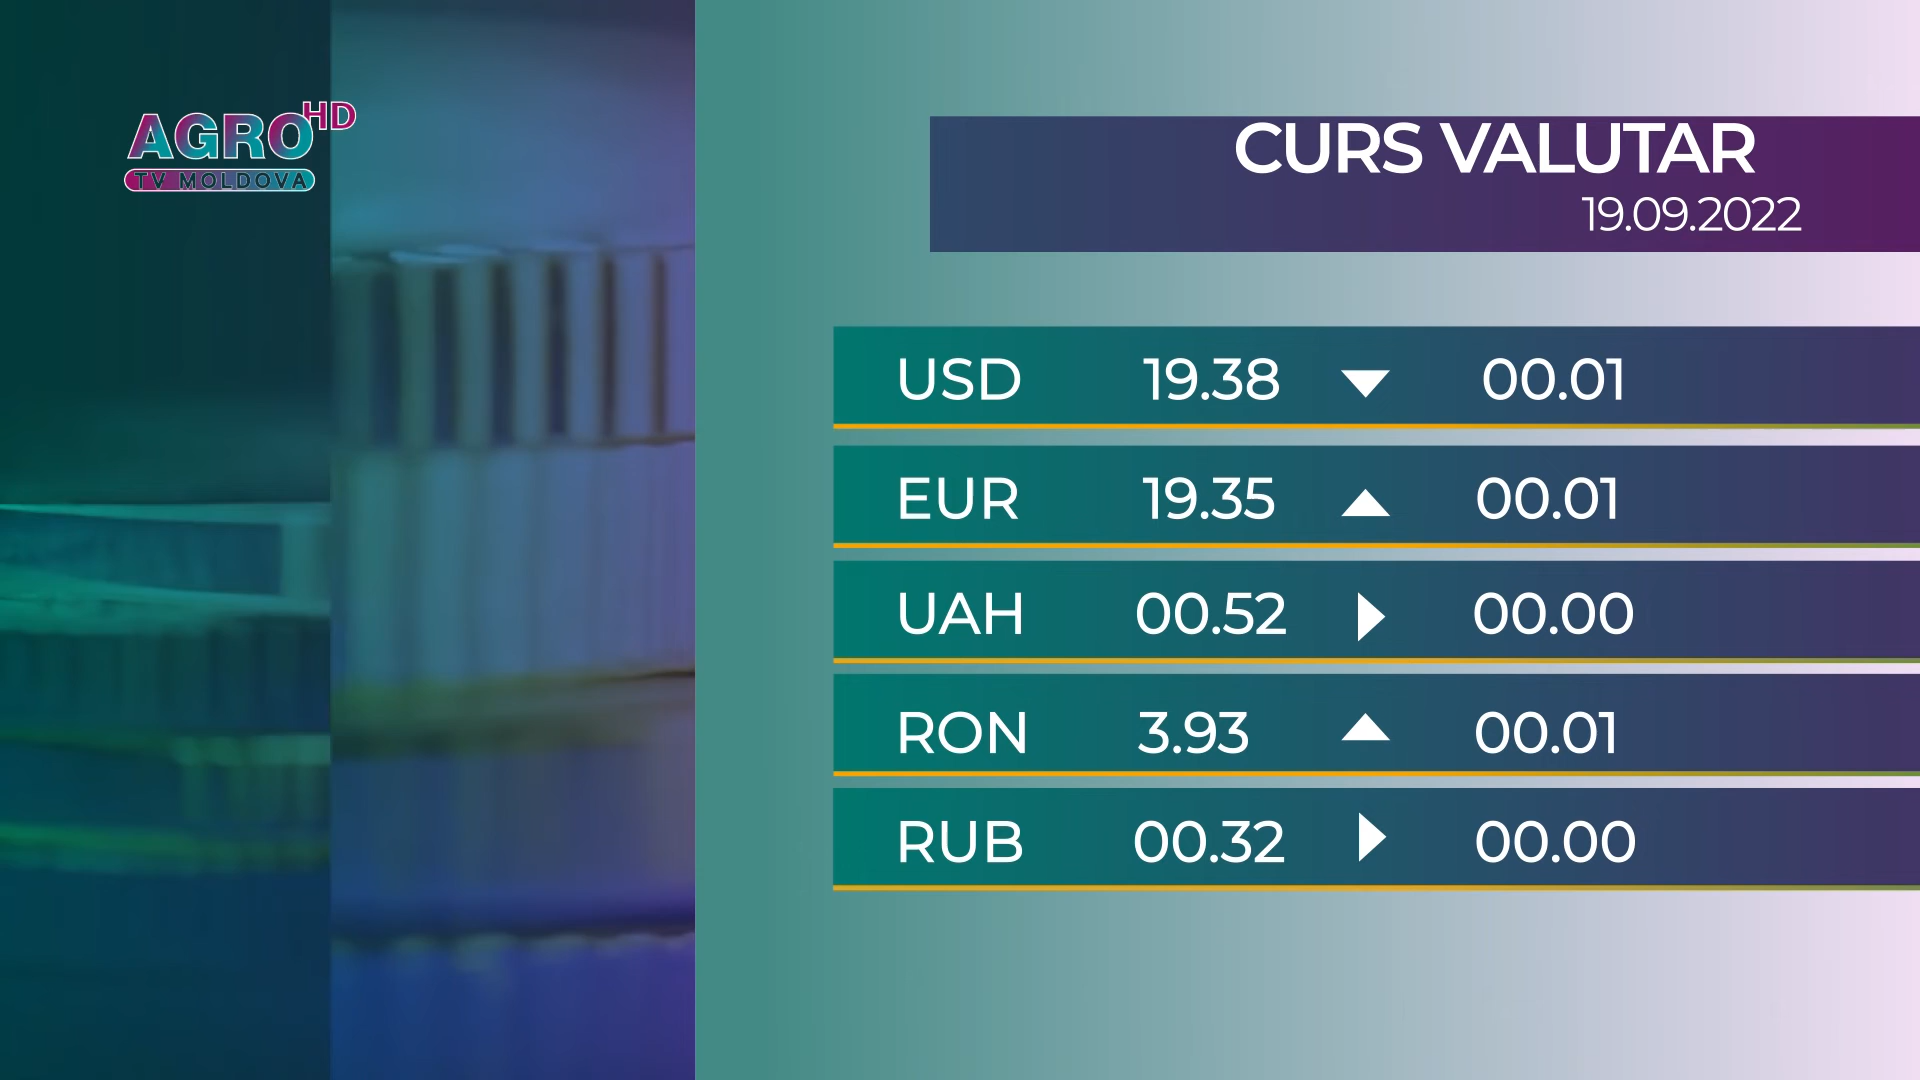 AGRO HD
TV MOLDOVA
CURS VALUTAR
19.09.2022
USD 19.38 00.01
EUR 19.35 00.01
UAH 00.52 00.00
RON 3.93 00.01
RUB 00.32 00.00